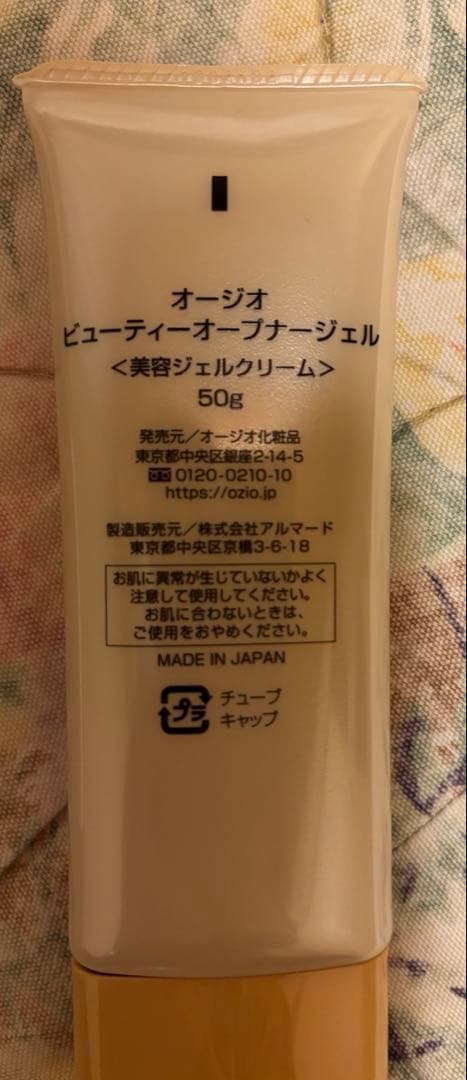 オージオ
ビューティーオープナージェル
＜美容ジェルクリーム＞
50g
発売元／オージオ化粧品
東京都中央区銀座2-14-5
0120-0210-10
https://ozio.jp
製造販売元／株式会社アルマード
東京都中央区京橋3-6-18
お肌に異常が生じていないかよく
注意して使用してください。
お肌に合わないときは、
ご使用をおやめください。
MADE IN JAPAN
プラ チューブ
キャップ